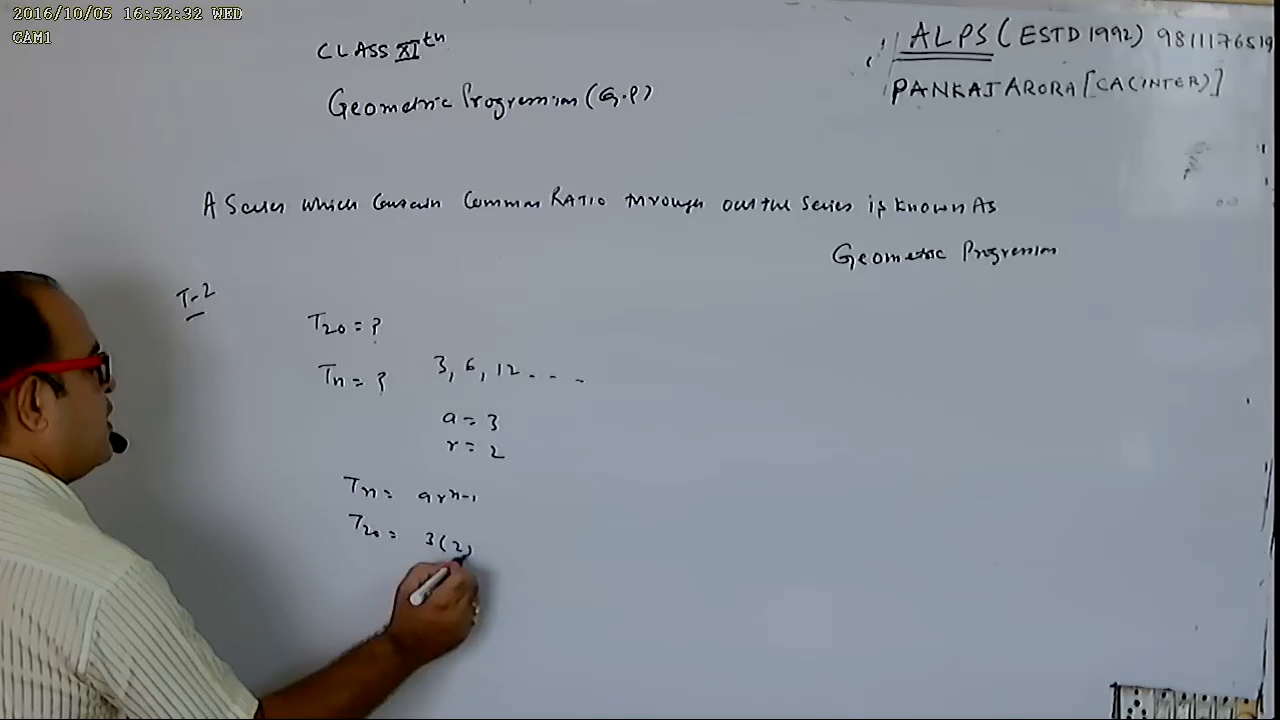 2016/10/05 16:52:32 WED
CAM1
CLASS XIth
ALPS (ESTD 1992) 9811176519
Geometric Progression (G.P)
PANKAJ ARORA [CA (INTER)]
A Series which Contain Common RATIO through out the Series is known As
Geometric Progression
T-2
T20 = ?
Tn = ? 3, 6, 12 - - -
a = 3
r = 2
Tn = arn-1
T20 = 3(2)